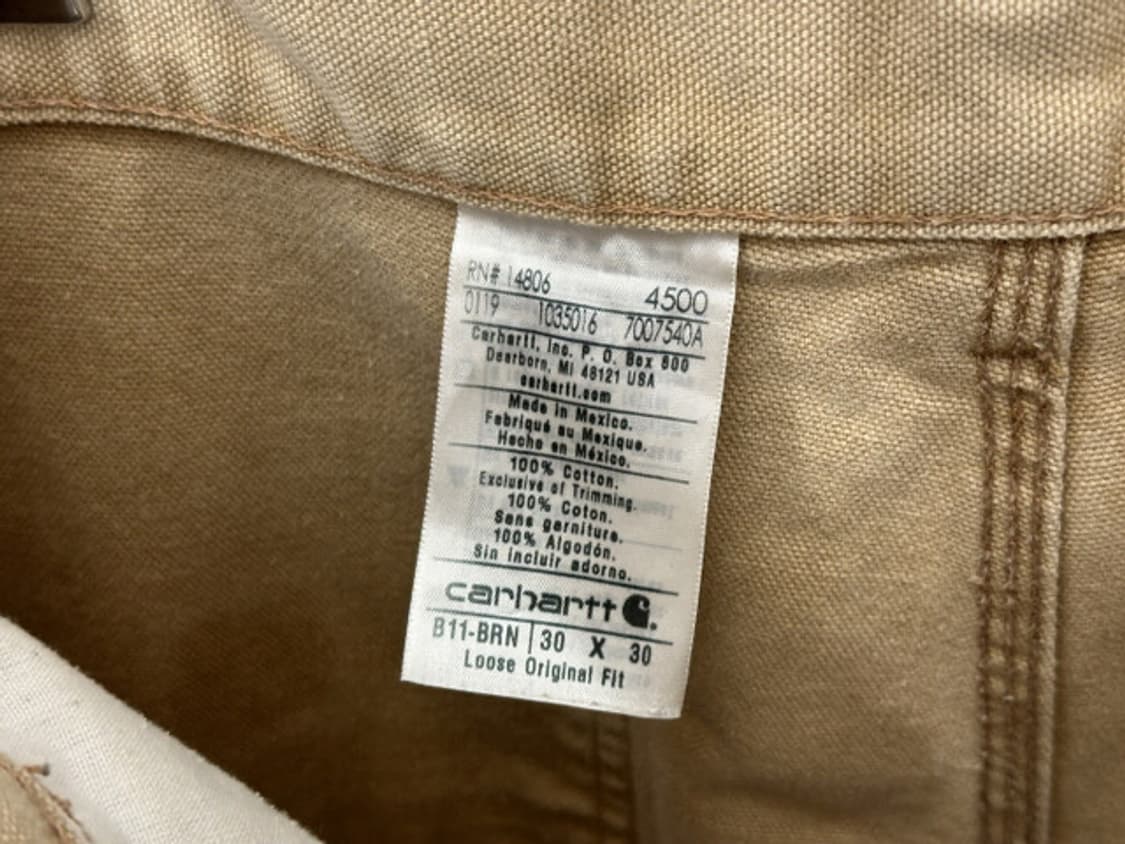 RN# 14806 4500
0119 1035016 7007540A
Carhartt, Inc. P. O. Box 600
Dearborn, MI 48121 USA
carhartt.com
Made in Mexico.
Fabriqué au Mexique.
Hecho en México.
100% Cotton.
Exclusive of Trimming.
100% Coton.
Sans garniture.
100% Algodón.
Sin incluir adorno.
carhartt
B11-BRN 30 X 30
Loose Original Fit